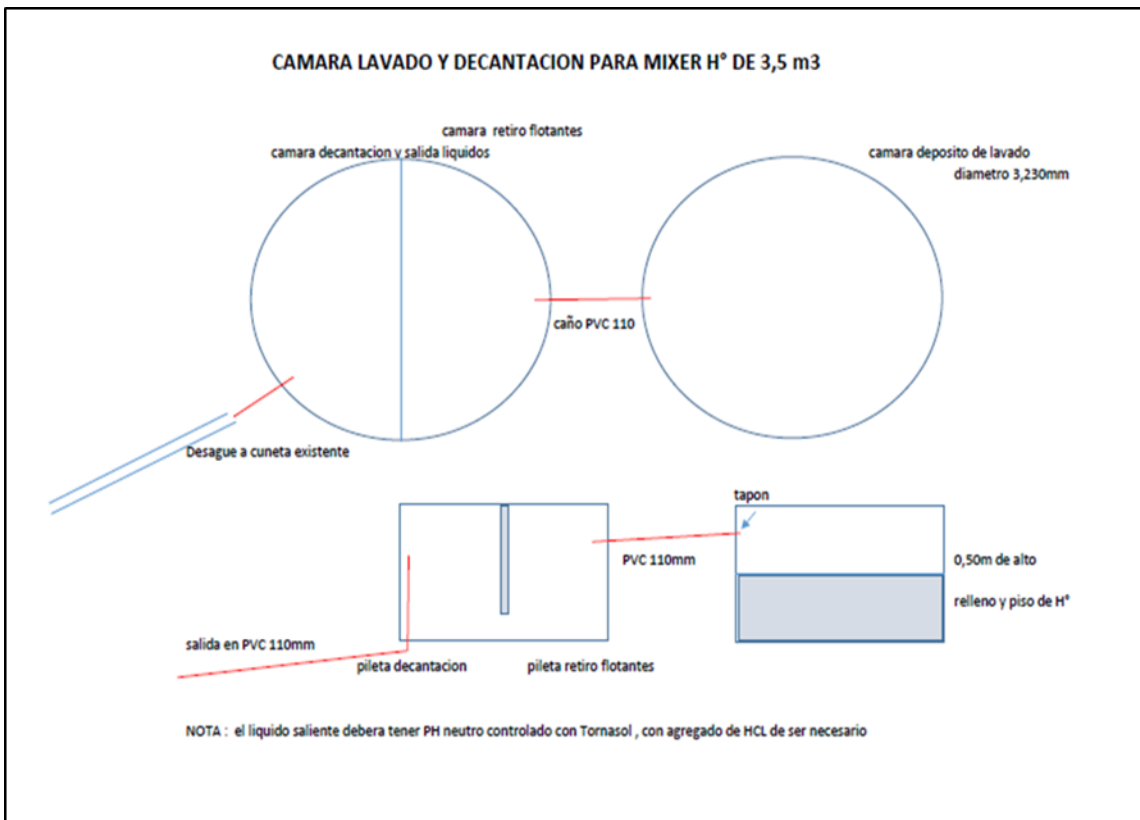 CAMARA LAVADO Y DECANTACION PARA MIXER H° DE 3,5 m3
camara retiro flotantes
camara decantacion y salida liquidos
camara deposito de lavado
diametro 3,230mm
caño PVC 110
Desague a cuneta existente
tapon
PVC 110mm
0,50m de alto
relleno y piso de H°
salida en PVC 110mm
pileta decantacion
pileta retiro flotantes
NOTA : el liquido saliente debera tener PH neutro controlado con Tornasol , con agregado de HCL de ser necesario